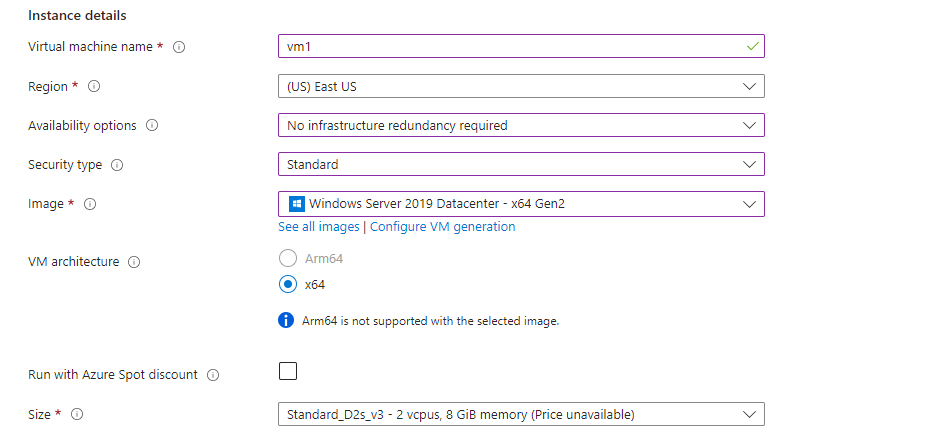 Instance details
Virtual machine name * vm1
Region * (US) East US
Availability options No infrastructure redundancy required
Security type Standard
Image * Windows Server 2019 Datacenter - x64 Gen2
See all images | Configure VM generation
VM architecture Arm64
x64
Arm64 is not supported with the selected image.
Run with Azure Spot discount
Size * Standard_D2s_v3 - 2 vcpus, 8 GiB memory (Price unavailable)